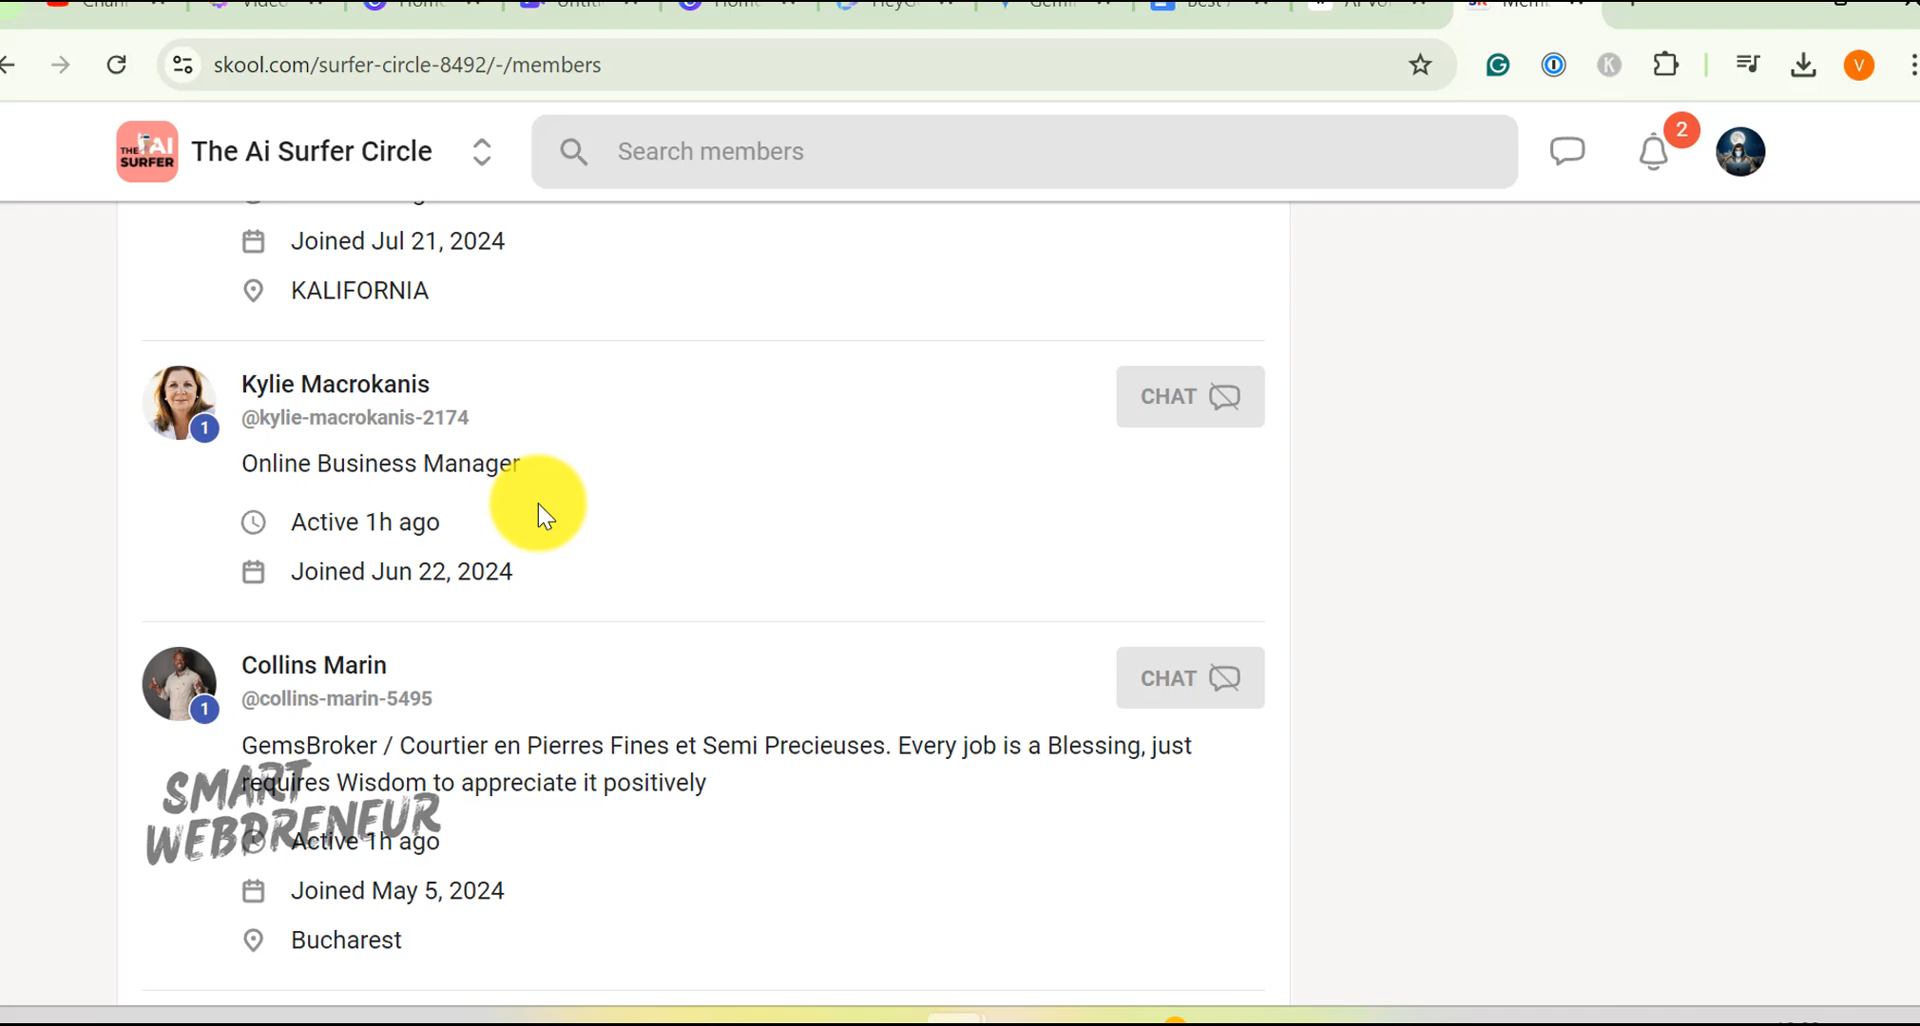 skool.com/surfer-circle-8492/-/members
V
THE AI
SURFER
The Ai Surfer Circle
Search members
2
Joined Jul 21, 2024
KALIFORNIA
Kylie Macrokanis
@kylie-macrokanis-2174
CHAT
1
Online Business Manager
Active 1h ago
Joined Jun 22, 2024
Collins Marin
@collins-marin-5495
CHAT
1
GemsBroker / Courtier en Pierres Fines et Semi Precieuses. Every job is a Blessing, just
requires Wisdom to appreciate it positively
SMART
WEBPRENEUR
Active 1h ago
Joined May 5, 2024
Bucharest